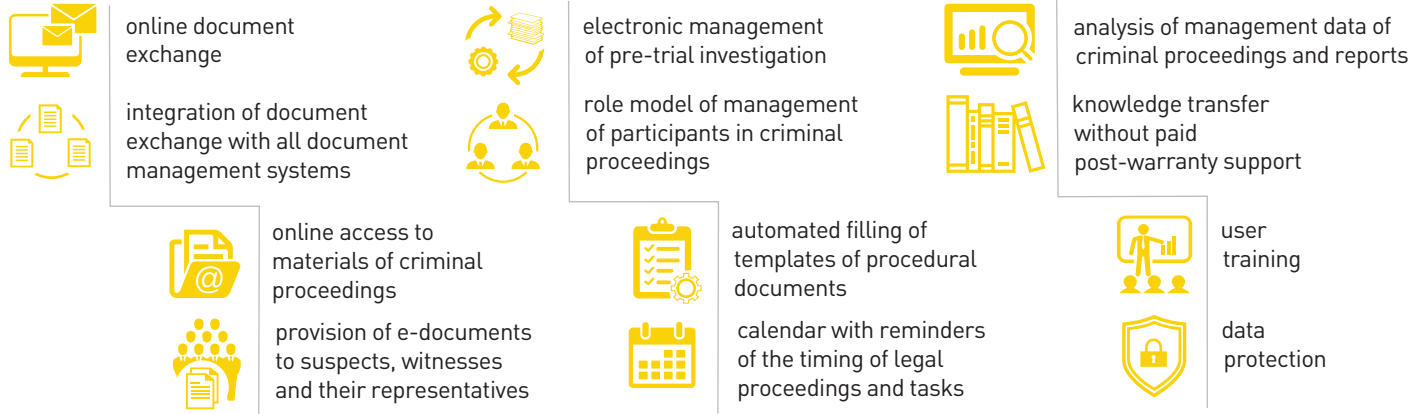 online document
exchange
integration of document
exchange with all document
management systems
online access to
materials of criminal
proceedings
provision of e-documents
to suspects, witnesses
and their representatives
electronic management
of pre-trial investigation
role model of management
of participants in criminal
proceedings
automated filling of
templates of procedural
documents
calendar with reminders
of the timing of legal
proceedings and tasks
analysis of management data of
criminal proceedings and reports
knowledge transfer
without paid
post-warranty support
user
training
data
protection
@